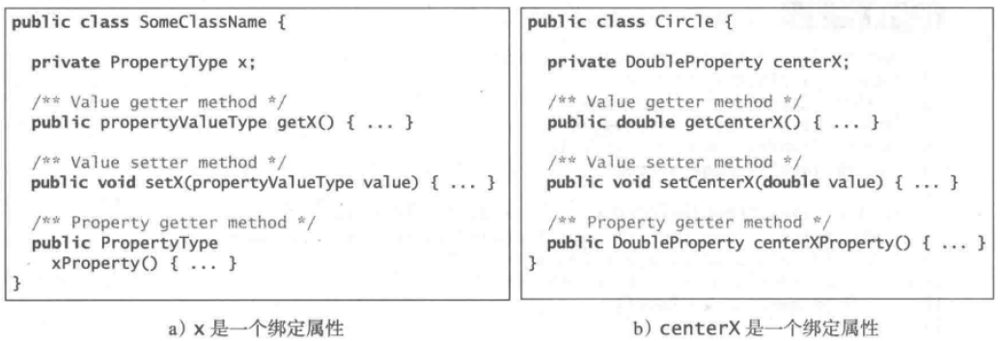 public class SomeClassName {
private PropertyType x;
/** Value getter method */
public propertyValueType getX() { ... }
/** Value setter method */
public void setX(propertyValueType value) { ... }
/** Property getter method */
public PropertyType
xProperty() { ... }
}
a) x 是一个绑定属性
public class Circle {
private DoubleProperty centerX;
/** Value getter method */
public double getCenterX() { ... }
/** Value setter method */
public void setCenterX(double value) { ... }
/** Property getter method */
public DoubleProperty centerXProperty() { ... }
}
b) centerX 是一个绑定属性